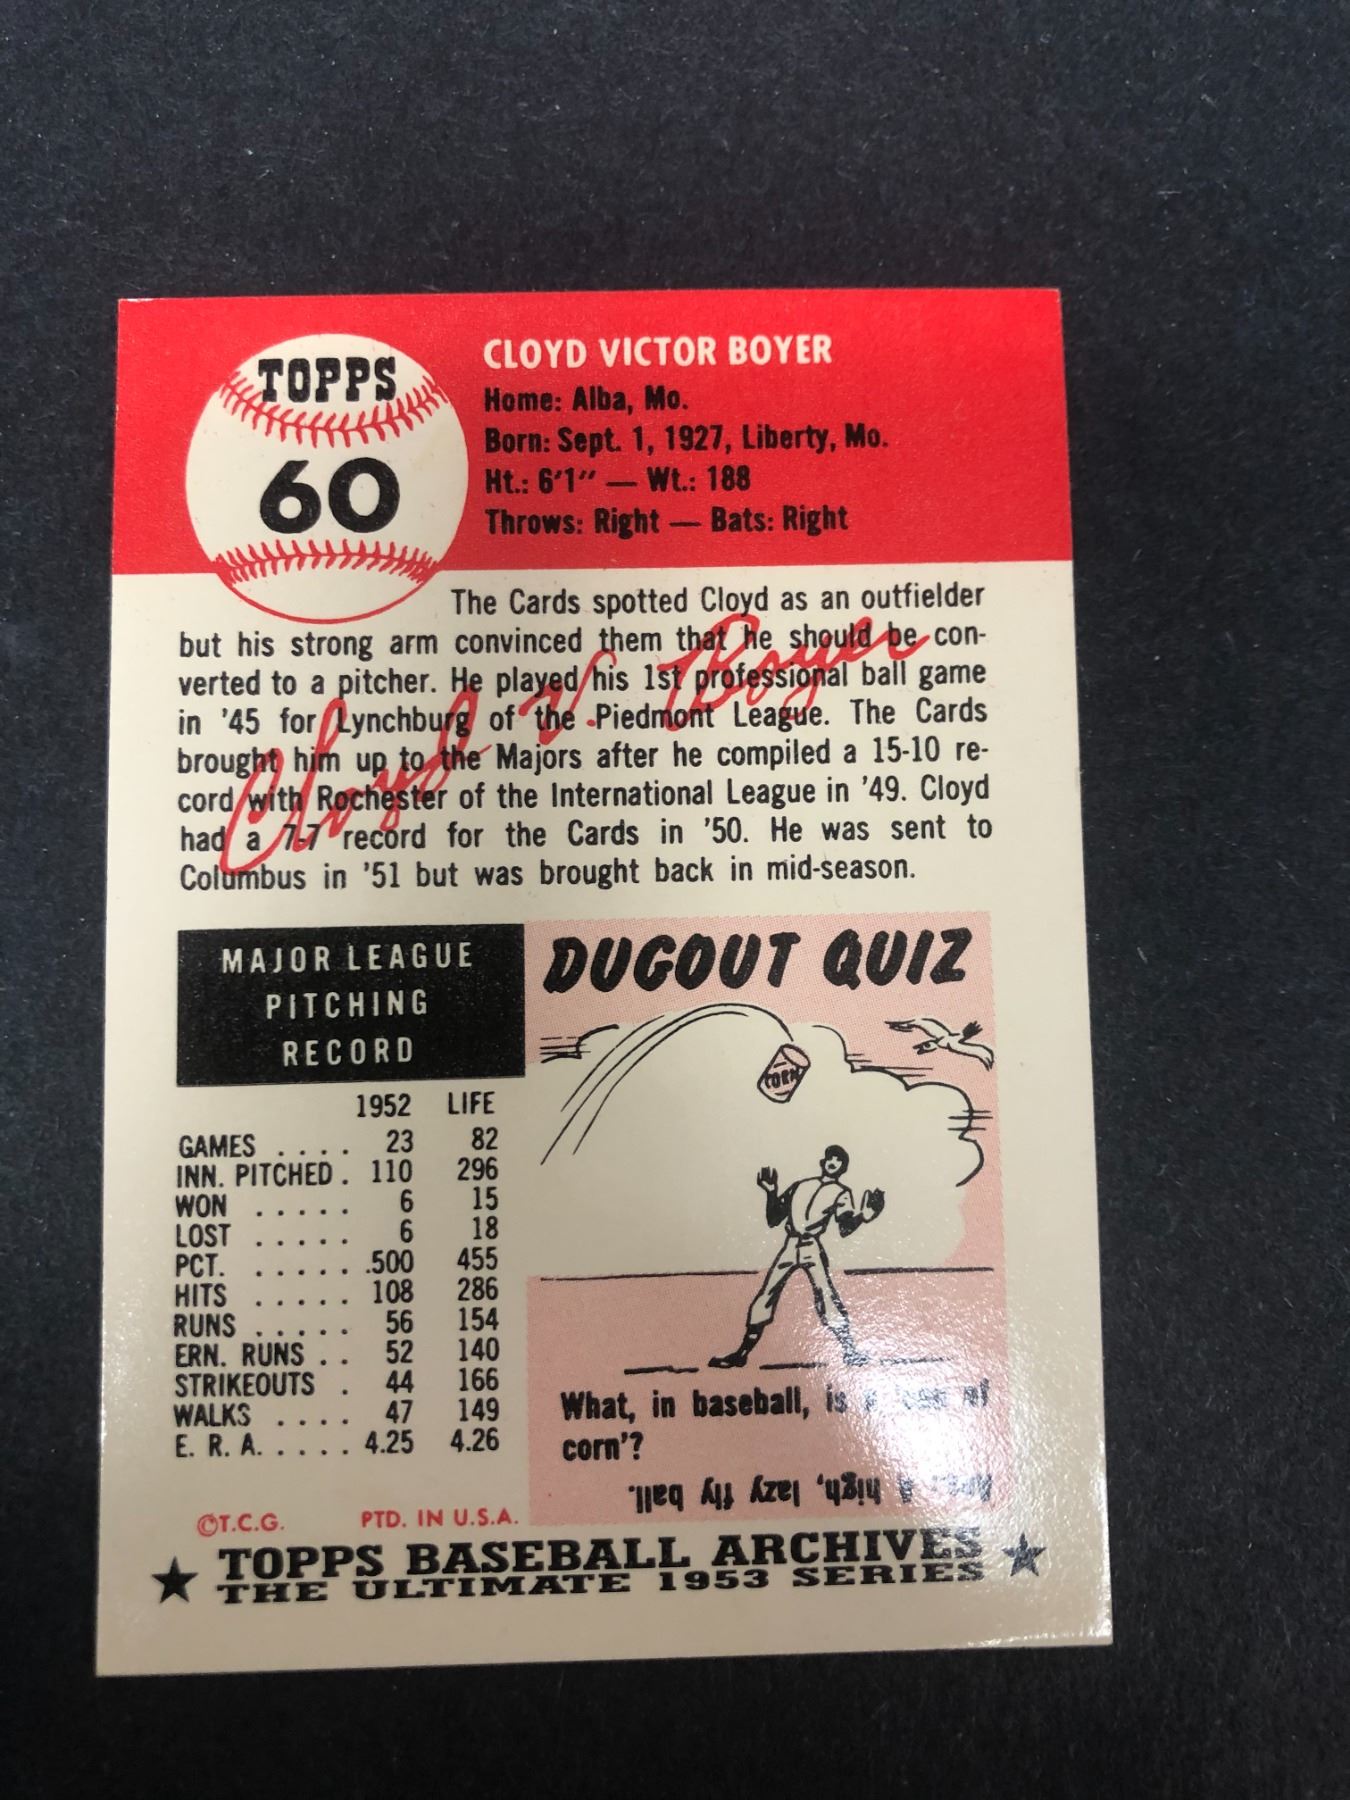 TOPPS
60
CLOYD VICTOR BOYER
Home: Alba, Mo.
Born: Sept. 1, 1927, Liberty, Mo.
Ht.: 6'1" — Wt.: 188
Throws: Right — Bats: Right
The Cards spotted Cloyd as an outfielder
but his strong arm convinced them that he should be con-
verted to a pitcher. He played his 1st professional ball game
in '45 for Lynchburg of the Piedmont League. The Cards
brought him up to the Majors after he compiled a 15-10 re-
cord with Rochester of the International League in '49. Cloyd
had a 7-7 record for the Cards in '50. He was sent to
Columbus in '51 but was brought back in mid-season.
Cloyd V. Boyer
MAJOR LEAGUE
PITCHING
RECORD
1952 LIFE
GAMES .... 23 82
INN. PITCHED . 110 296
WON ..... 6 15
LOST ..... 6 18
PCT. ..... .500 455
HITS ..... 108 286
RUNS ..... 56 154
ERN. RUNS .. 52 140
STRIKEOUTS . 44 166
WALKS .... 47 149
E. R. A. .... 4.25 4.26
DUGOUT QUIZ
CORN
What, in baseball, is a 'can of
corn'?
Ans: A high, lazy fly ball.
©T.C.G. PTD. IN U.S.A.
★ TOPPS BASEBALL ARCHIVES ★
THE ULTIMATE 1953 SERIES